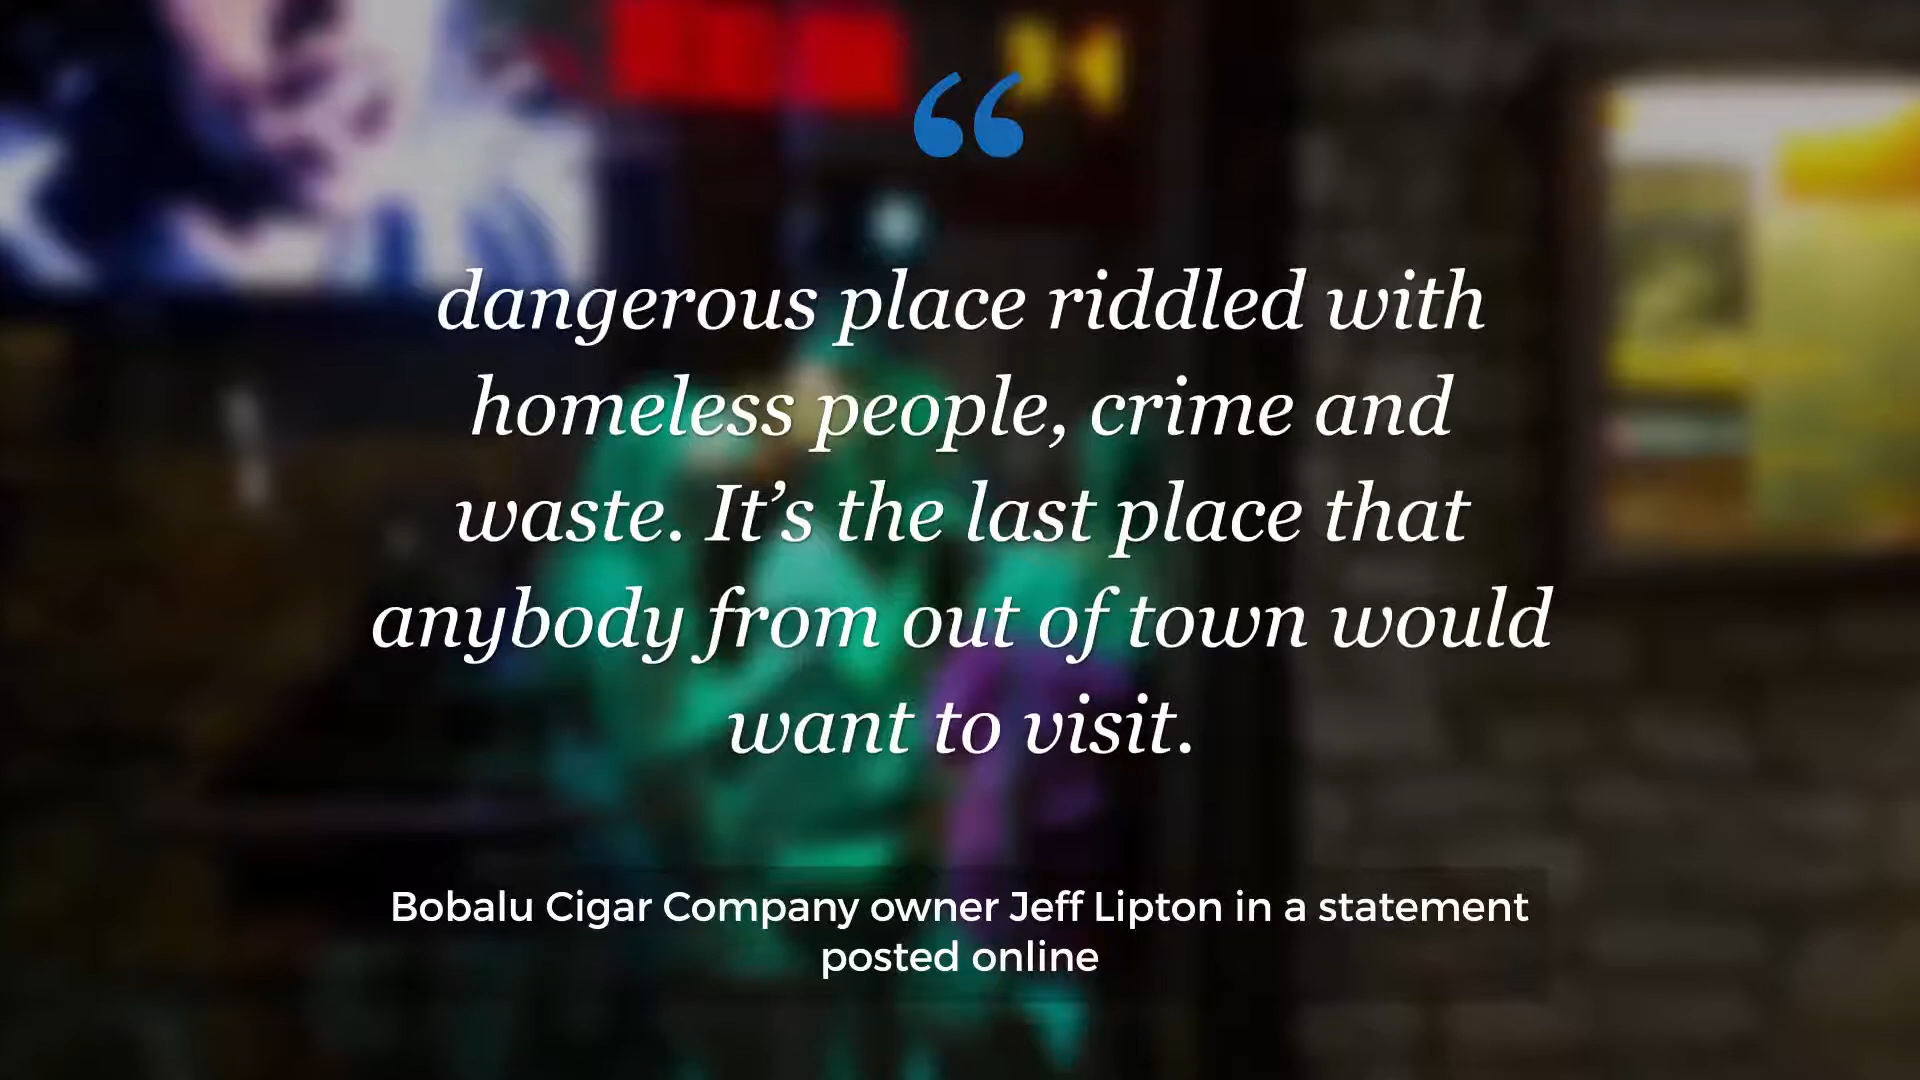 “
dangerous place riddled with
homeless people, crime and
waste. It’s the last place that
anybody from out of town would
want to visit.
Bobalu Cigar Company owner Jeff Lipton in a statement
posted online